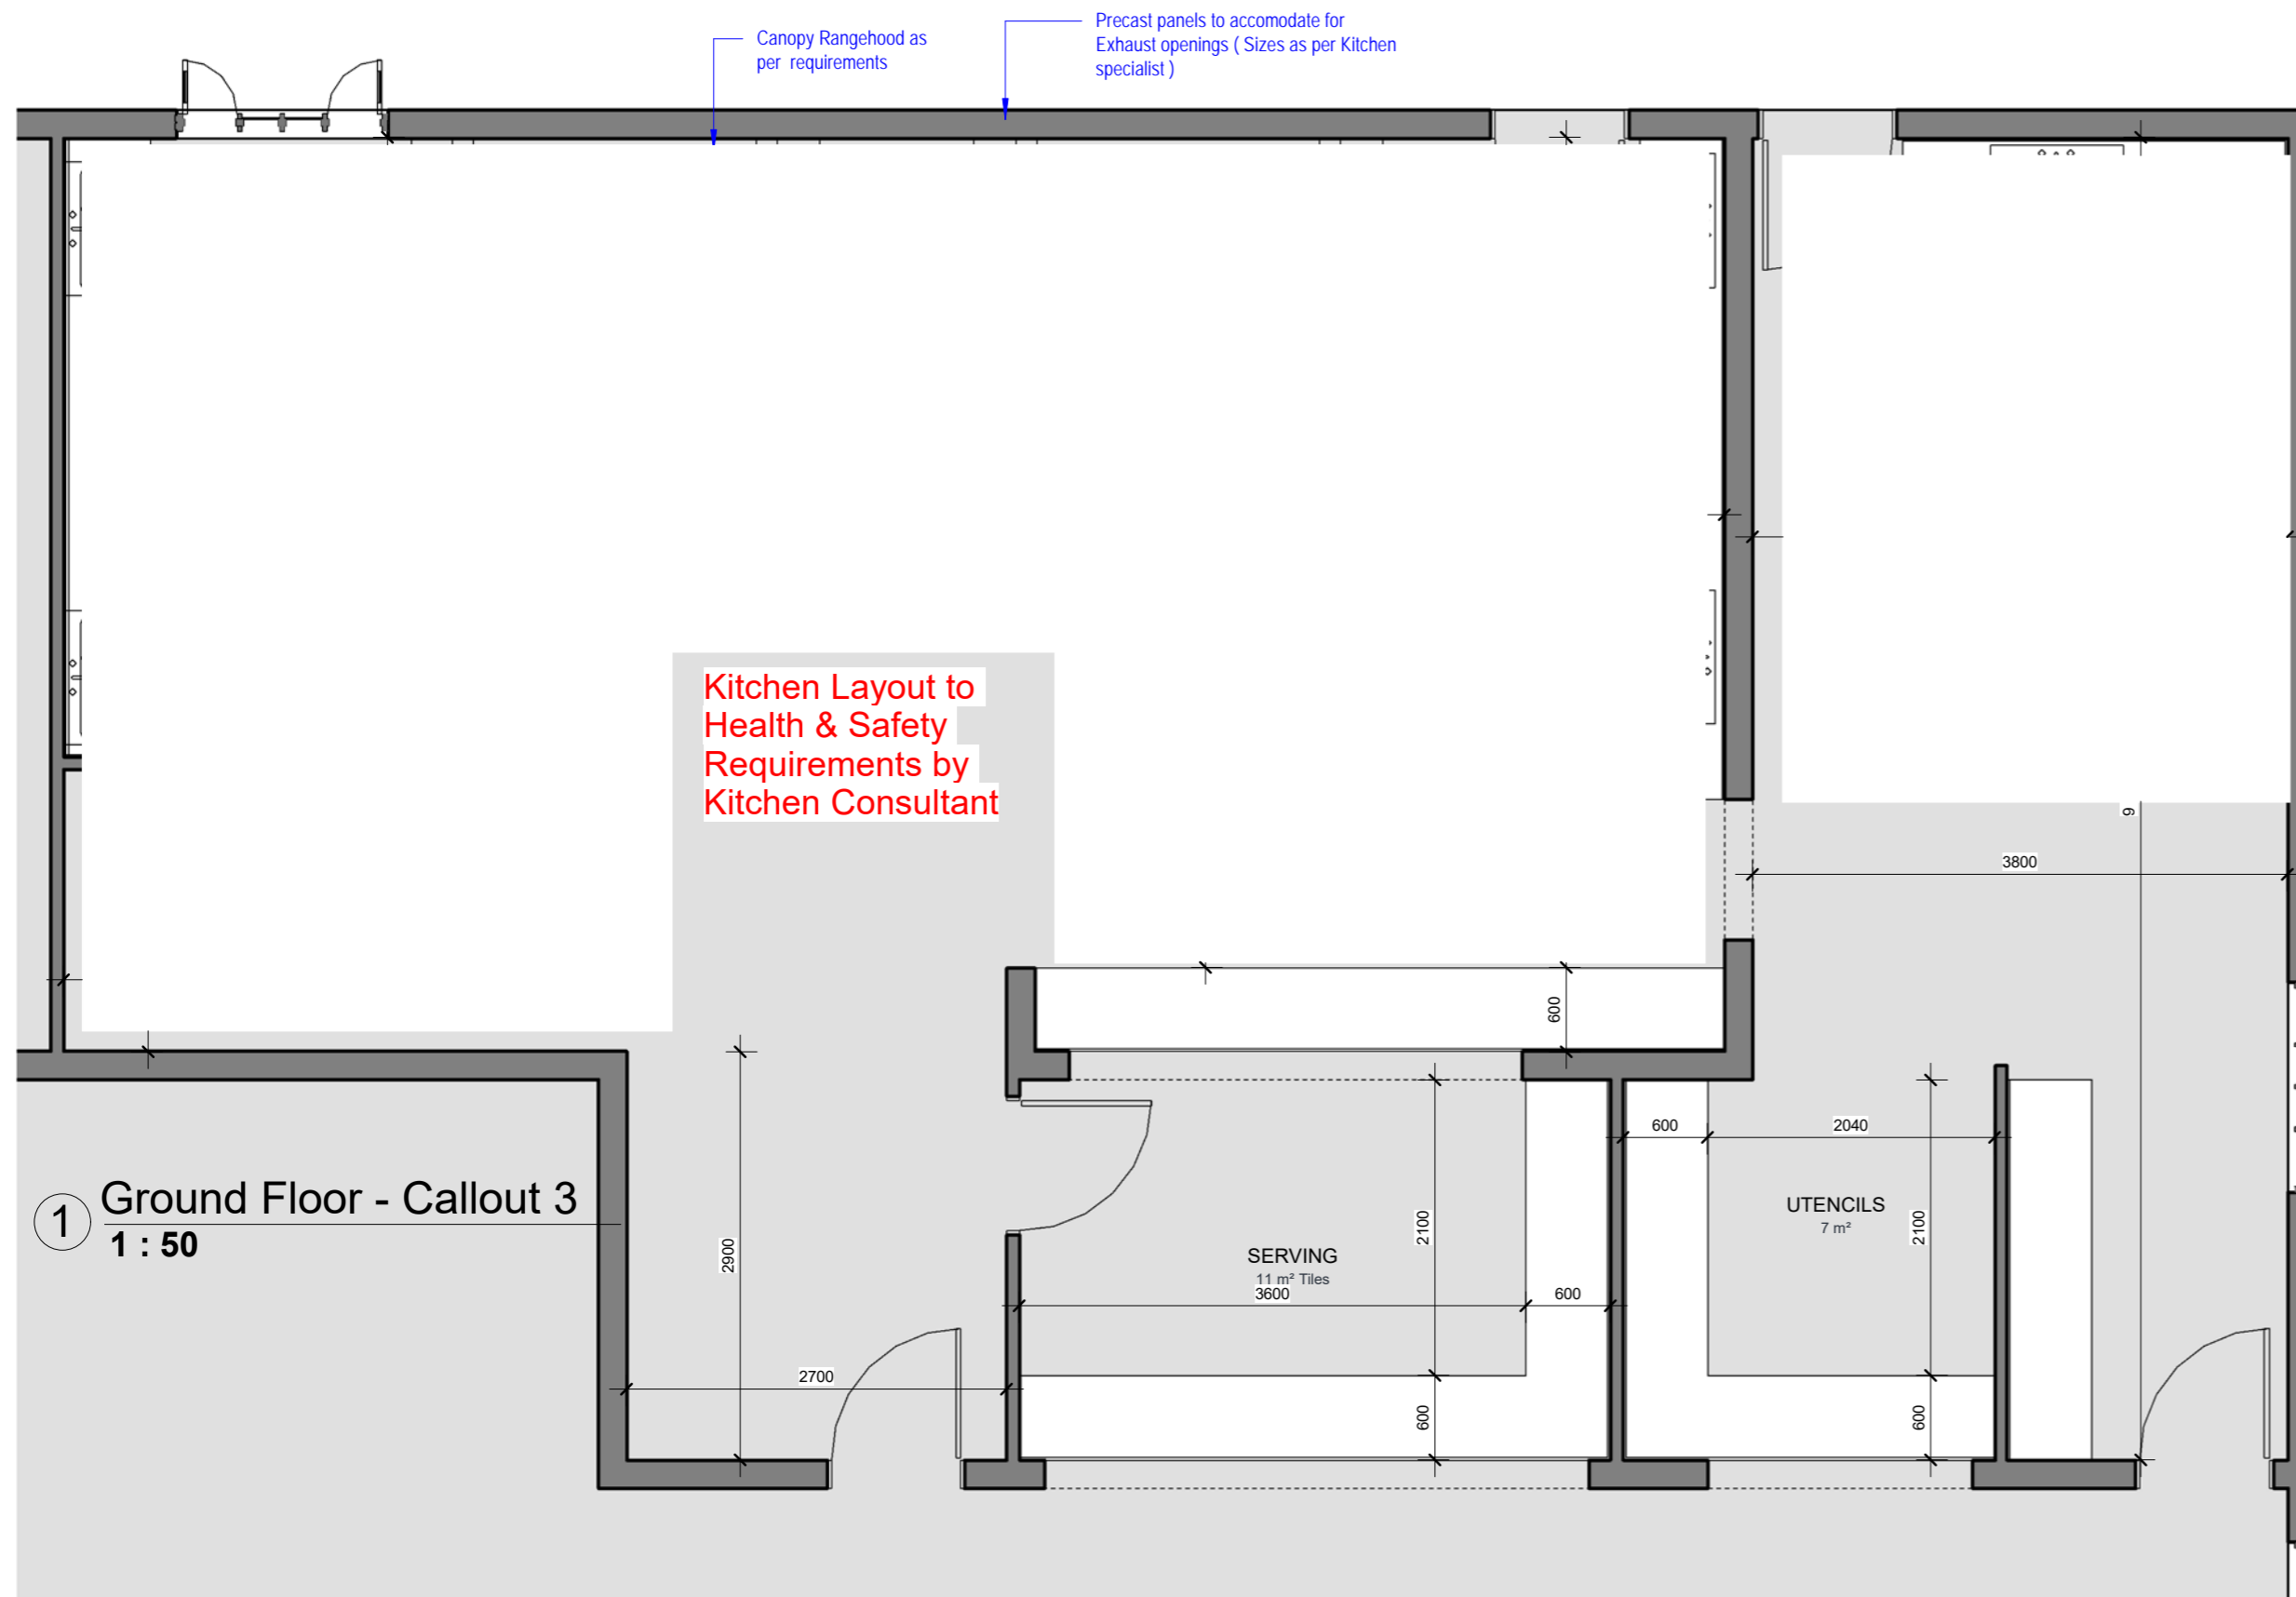 Canopy Rangehood as
per requirements
Precast panels to accomodate for
Exhaust openings ( Sizes as per Kitchen
specialist )
Kitchen Layout to
Health & Safety
Requirements by
Kitchen Consultant
9
3800
600
600
2040
UTENCILS
7 m²
2100
2100
SERVING
11 m² Tiles
3600
600
2900
2700
600
600
1
Ground Floor - Callout 3
1 : 50